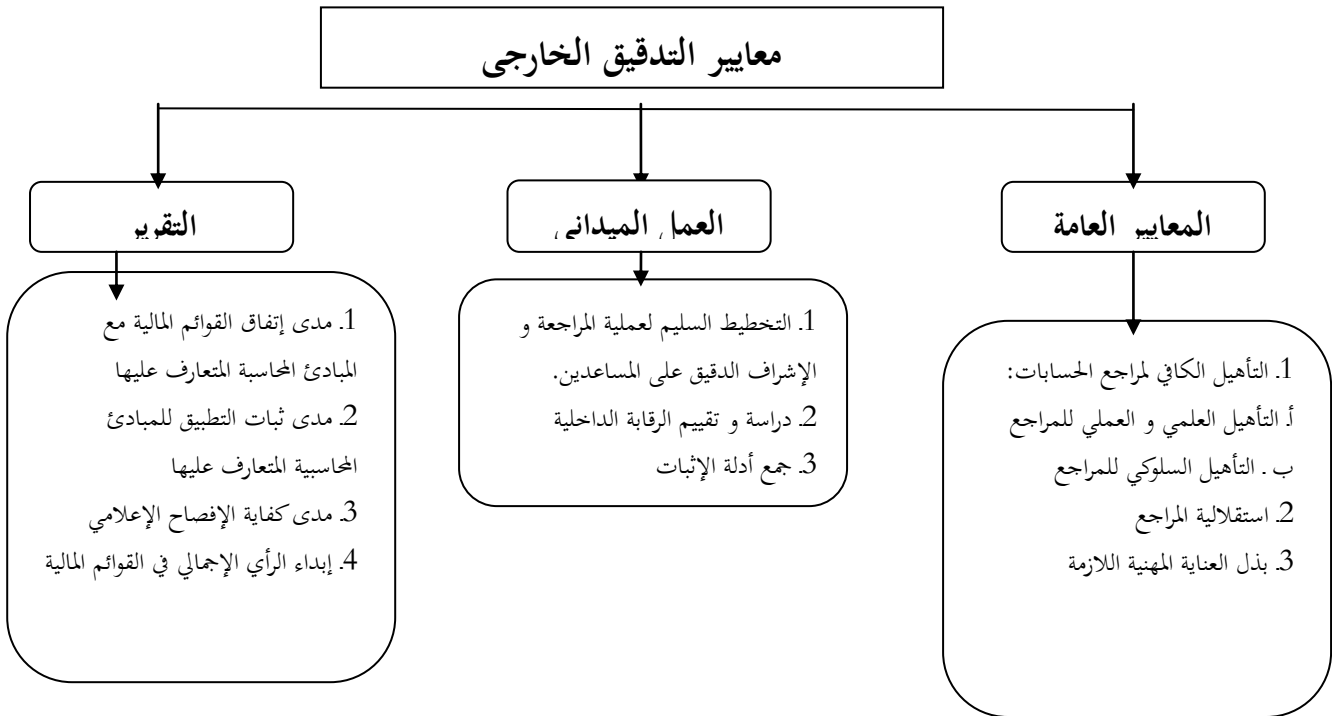 معايير التدقيق الخارجى
المعايير العامة
العمل الميدانى
التقرير
1. التأهيل الكافي لمراجع الحسابات:
أ. التأهيل العلمي و العملي للمراجع
ب . التأهيل السلوكي للمراجع
2. استقلالية المراجع
3. بذل العناية المهنية اللازمة
1. التخطيط السليم لعملية المراجعة و
الإشراف الدقيق على المساعدين.
2. دراسة و تقييم الرقابة الداخلية
3. جمع أدلة الإثبات
1. مدى إتفاق القوائم المالية مع
المبادئ المحاسبة المتعارف عليها
2. مدى ثبات التطبيق للمبادئ
المحاسبية المتعارف عليها
3. مدى كفاية الإفصاح الإعلامي
4. إبداء الرأي الإجمالي في القوائم المالية